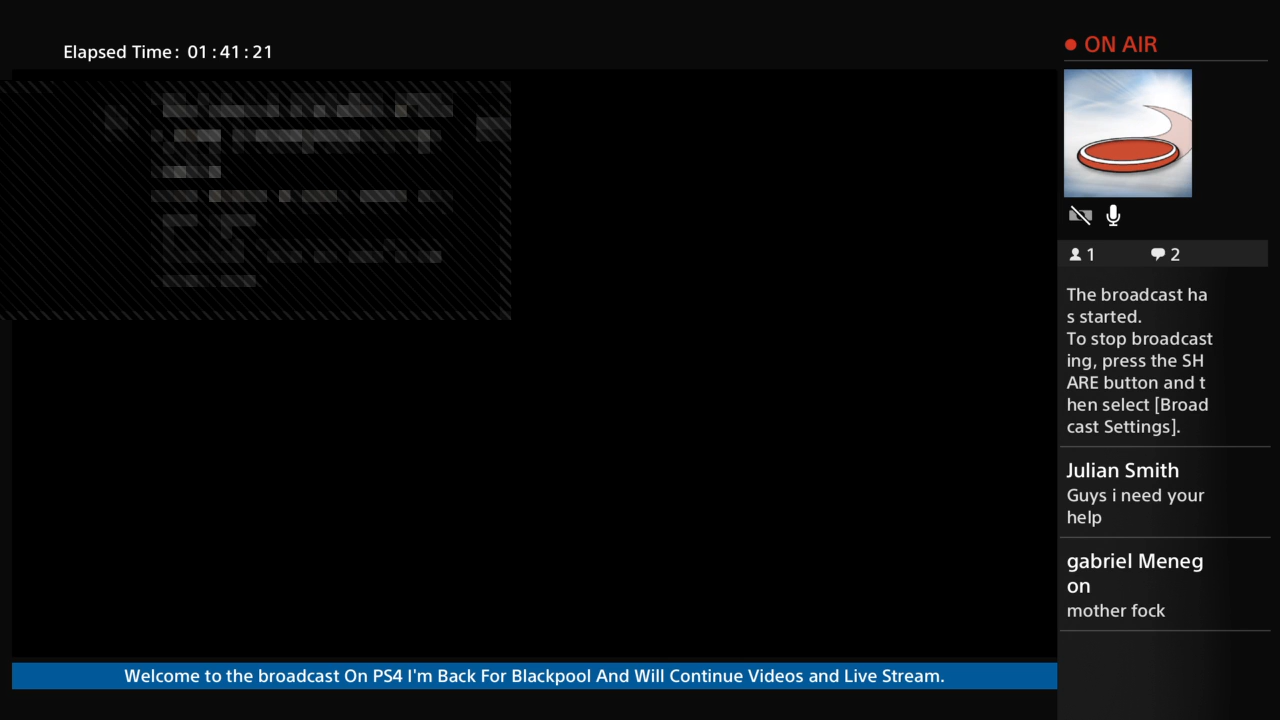 Elapsed Time: 01:41:21
ON AIR
1
2
The broadcast ha
s started.
To stop broadcast
ing, press the SH
ARE button and t
hen select [Broad
cast Settings].
Julian Smith
Guys i need your
help
gabriel Meneg
on
mother fock
Welcome to the broadcast On PS4 I'm Back For Blackpool And Will Continue Videos and Live Stream.